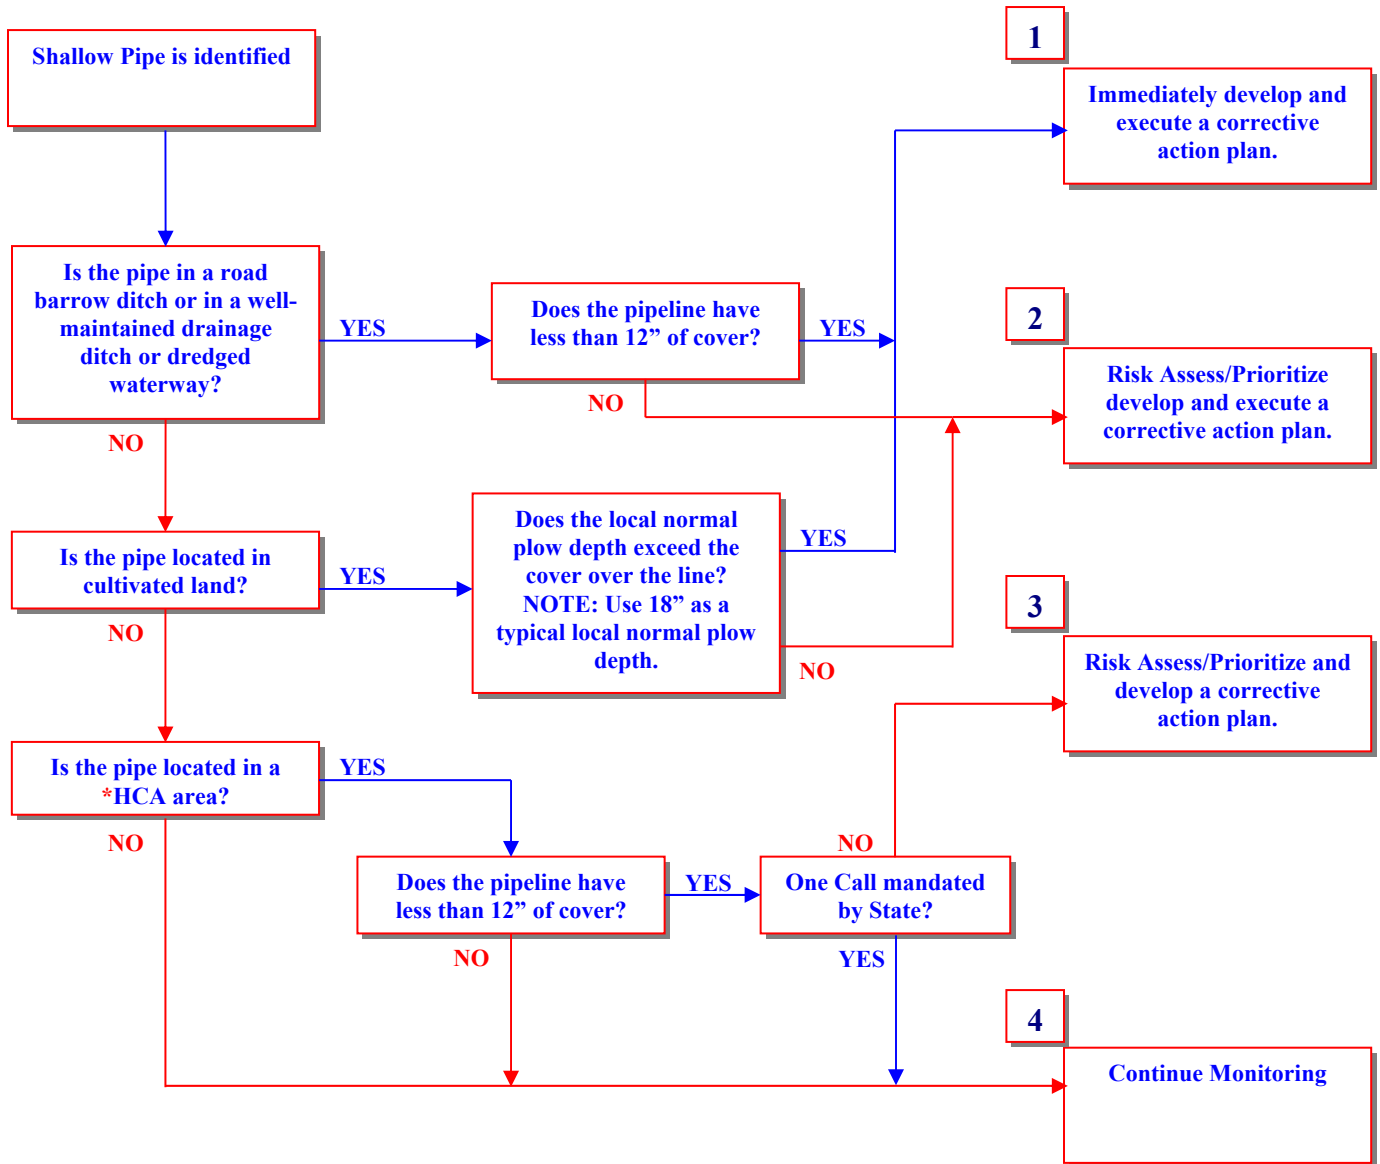 Shallow Pipe is identified
1
Immediately develop and
execute a corrective
action plan.
Is the pipe in a road
barrow ditch or in a well-
maintained drainage
ditch or dredged
waterway?
YES
Does the pipeline have
less than 12” of cover?
YES
NO
2
Risk Assess/Prioritize
develop and execute a
corrective action plan.
NO
Is the pipe located in
cultivated land?
YES
Does the local normal
plow depth exceed the
cover over the line?
NOTE: Use 18” as a
typical local normal plow
depth.
YES
NO
3
Risk Assess/Prioritize and
develop a corrective
action plan.
NO
Is the pipe located in a
*HCA area?
YES
NO
Does the pipeline have
less than 12” of cover?
YES
NO
One Call mandated
by State?
NO
YES
4
Continue Monitoring